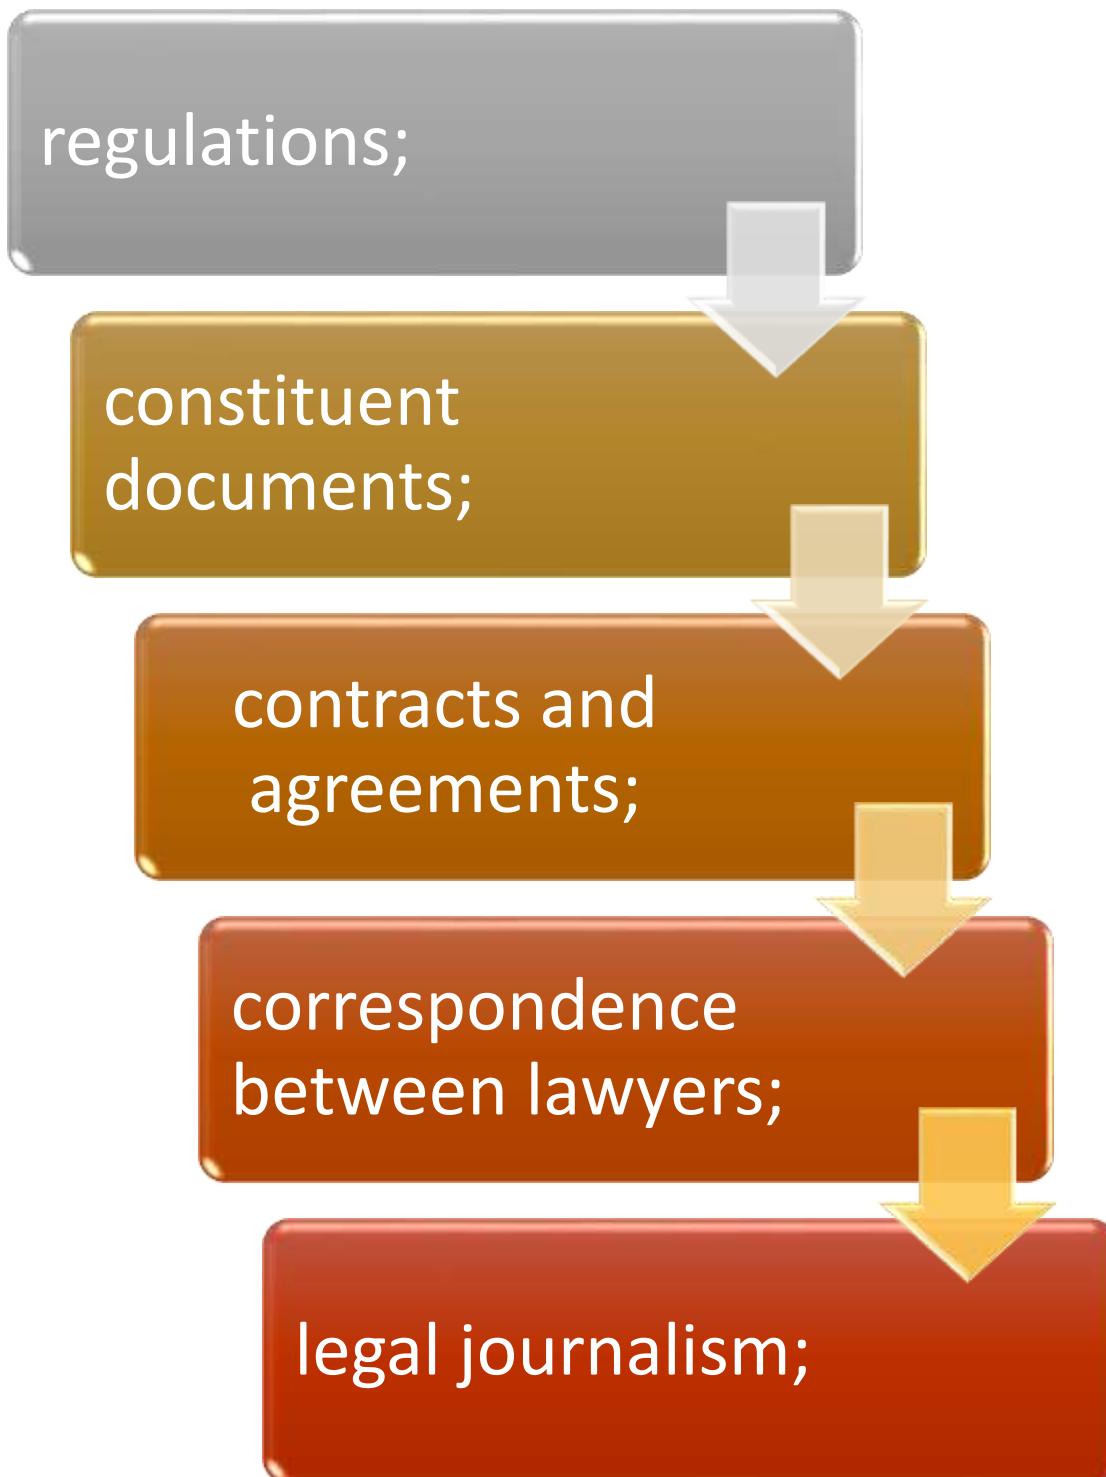 regulations;
constituent
documents;
contracts and
agreements;
correspondence
between lawyers;
legal journalism;